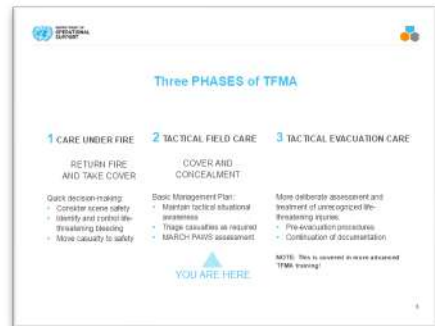 DEPARTMENT OF
OPERATIONAL
SUPPORT
Three PHASES of TFMA
1 CARE UNDER FIRE
RETURN FIRE
AND TAKE COVER
Quick decision-making:
• Consider scene safety
• Identify and control life-
threatening bleeding
• Move casualty to safety
2 TACTICAL FIELD CARE
COVER AND
CONCEALMENT
Basic Management Plan:
• Maintain tactical situational
awareness
• Triage casualties as required
• MARCH PAWS assessment
YOU ARE HERE
3 TACTICAL EVACUATION CARE
More deliberate assessment and
treatment of unrecognized life-
threatening injuries:
• Pre-evacuation procedures
• Continuation of documentation
NOTE: This is covered in more advanced
TFMA training!